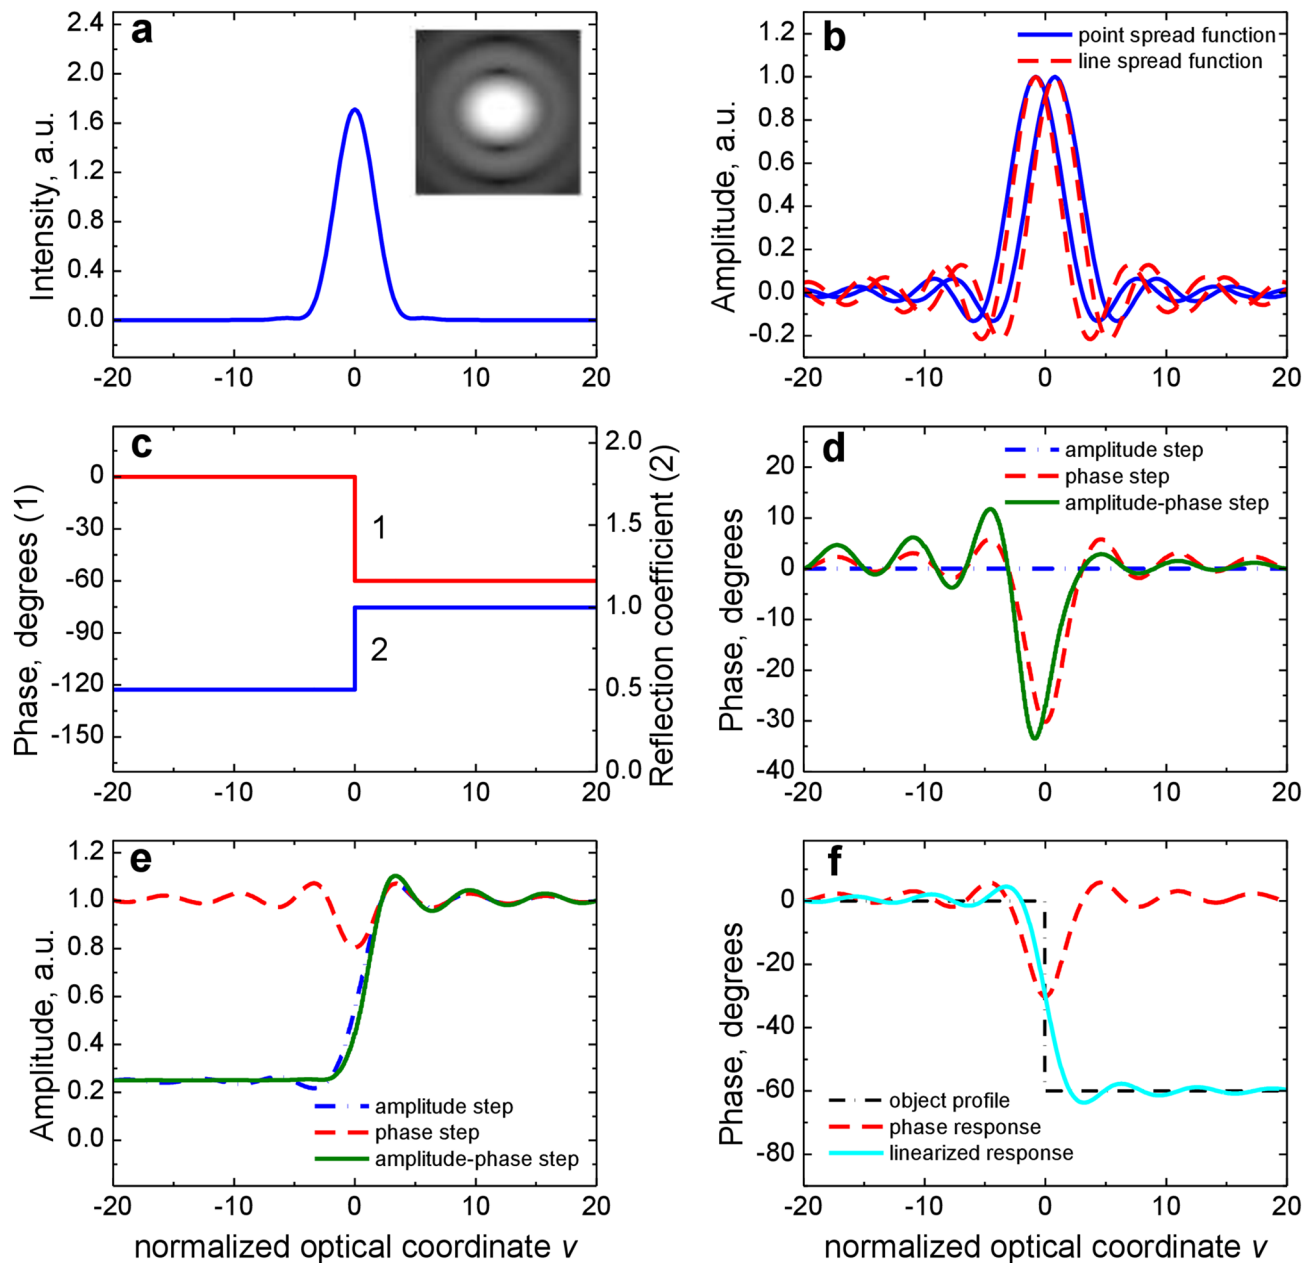 a
2.4
2.0
1.6
1.2
0.8
0.4
0.0
Intensity, a.u.
-20 -10 0 10 20
b
point spread function
line spread function
1.2
1.0
0.8
0.6
0.4
0.2
0.0
-0.2
Amplitude, a.u.
-20 -10 0 10 20
c
0
-30
-60
-90
-120
-150
Phase, degrees (1)
1
2
2.0
1.5
1.0
0.5
0.0
Reflection coefficient (2)
-20 -10 0 10 20
d
amplitude step
phase step
amplitude-phase step
20
10
0
-10
-20
-30
-40
Phase, degrees
-20 -10 0 10 20
e
1.2
1.0
0.8
0.6
0.4
0.2
0.0
Amplitude, a.u.
amplitude step
phase step
amplitude-phase step
-20 -10 0 10 20
normalized optical coordinate v
f
0
-20
-40
-60
-80
Phase, degrees
object profile
phase response
linearized response
-20 -10 0 10 20
normalized optical coordinate v